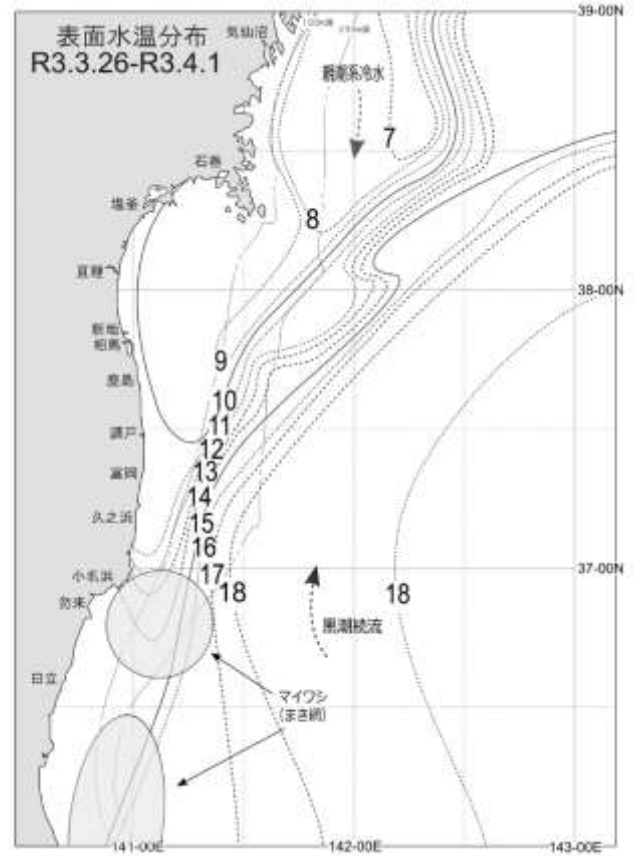 39-00N
表面水温分布
R3.3.26-R3.4.1
気仙沼
親潮系冷水
7
石巻
塩釜
8
亘理
38-00N
新地
相馬
9
鹿島
10
11
請戸
12
13
富岡
14
15
久之浜
16
17
37-00N
小名浜
18
18
勿来
黒潮続流
日立
マイワシ
(まき網)
141-00E
142-00E
143-00E